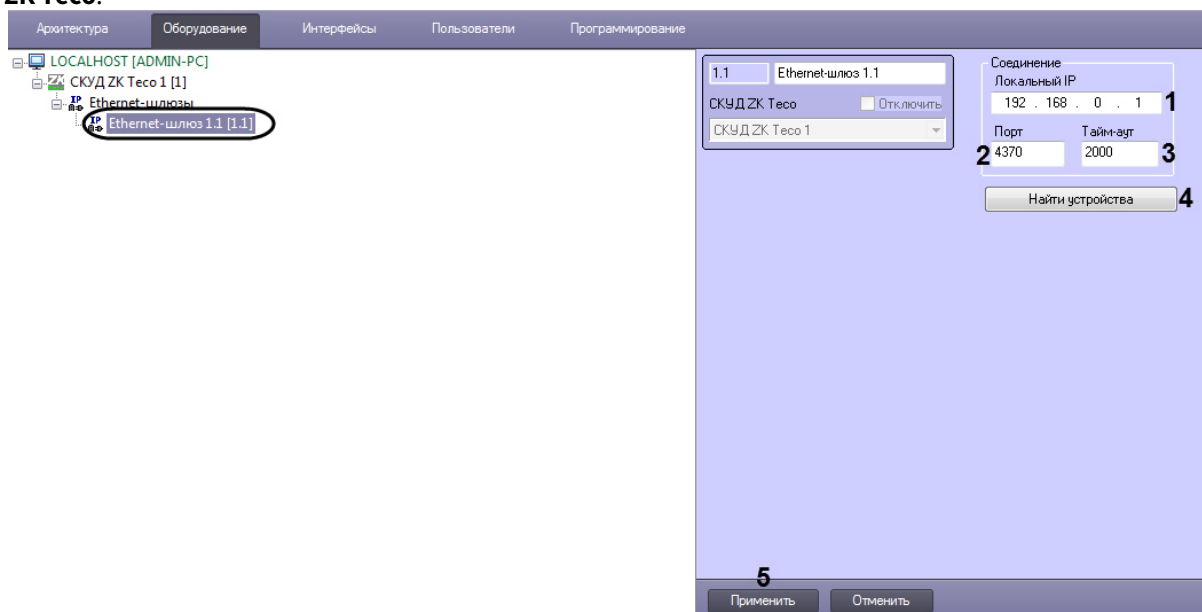 ZK Teco.
Архитектура Оборудование Интерфейсы Пользователи Программирование
LOCALHOST [ADMIN-PC]
СКУД ZK Teco 1 [1]
IP Ethernet-шлюзы
IP Ethernet-шлюз 1.1 [1.1]
1.1 Ethernet-шлюз 1.1
СКУД ZK Teco Отключить
СКУД ZK Teco 1
Соединение
Локальный IP
192 . 168 . 0 . 1 1
Порт Тайм-аут
2 4370 2000 3
Найти устройства 4
5
Применить Отменить